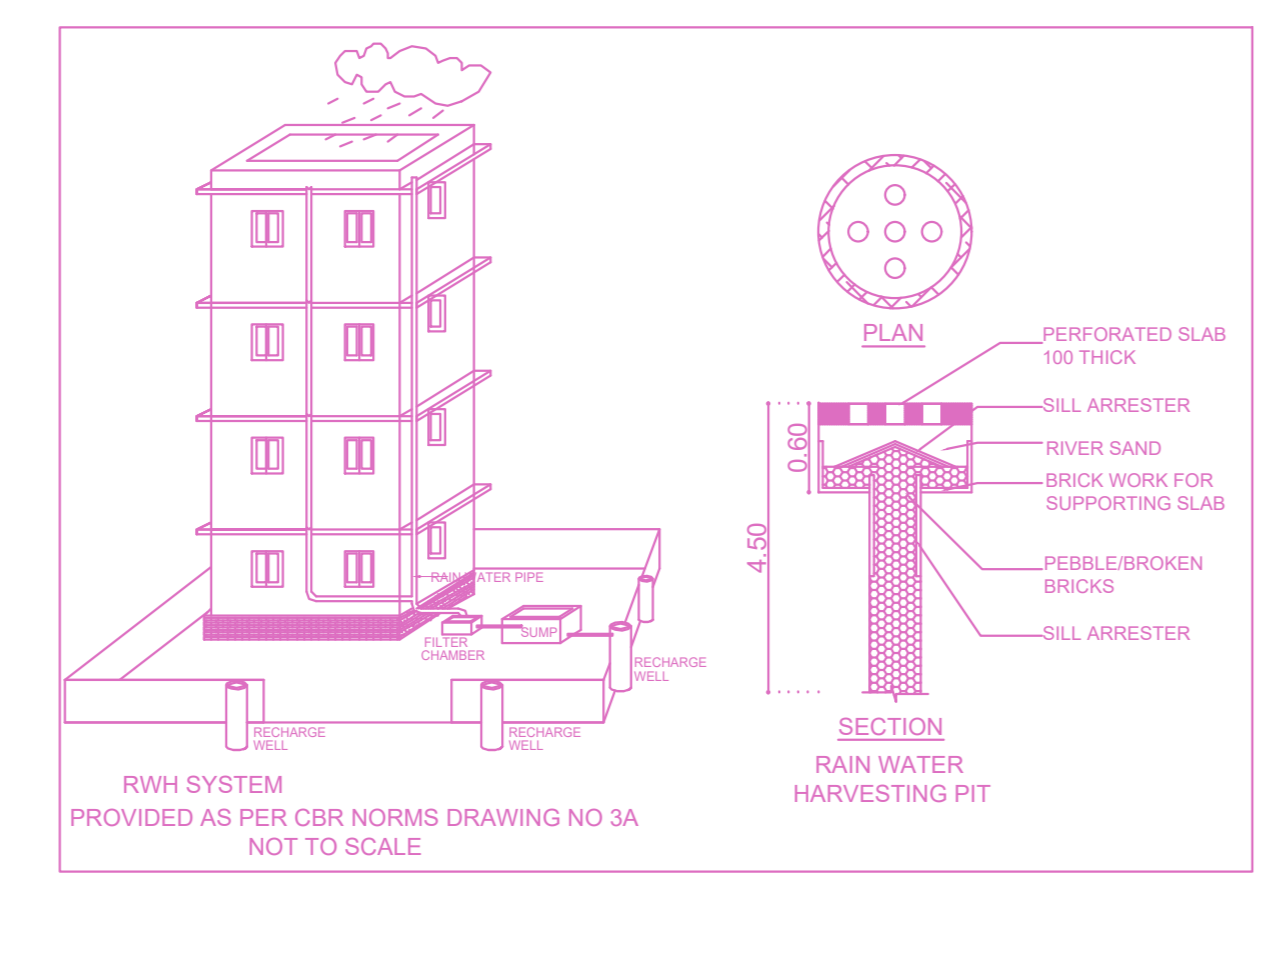 PLAN
PERFORATED SLAB
100 THICK
SILL ARRESTER
RIVER SAND
BRICK WORK FOR
SUPPORTING SLAB
PEBBLE/BROKEN
BRICKS
SILL ARRESTER
0.60
4.50
SECTION
RAIN WATER
HARVESTING PIT
RAIN WATER PIPE
FILTER
CHAMBER
SUMP
RECHARGE
WELL
RECHARGE
WELL
RECHARGE
WELL
RWH SYSTEM
PROVIDED AS PER CBR NORMS DRAWING NO 3A
NOT TO SCALE